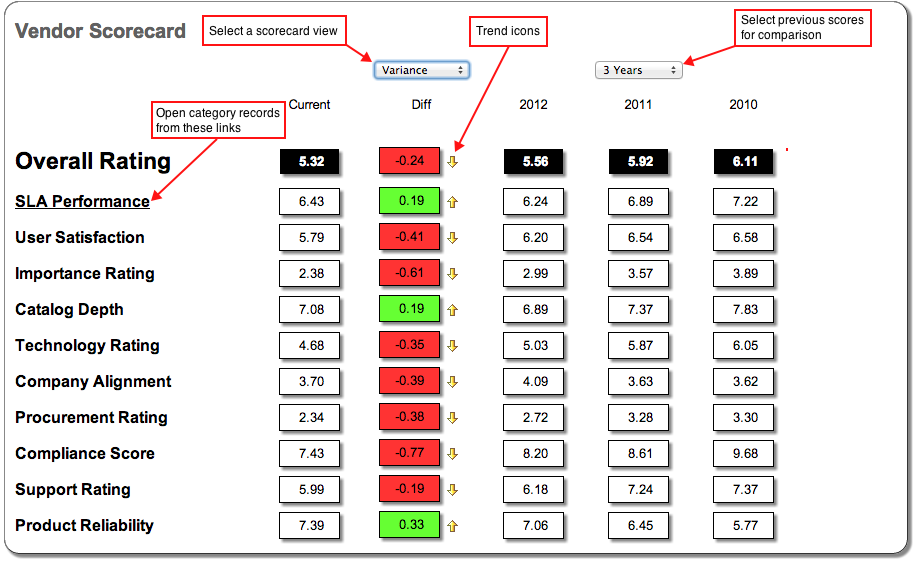 Vendor Scorecard
Select a scorecard view
Trend icons
Select previous scores
for comparison
Variance
3 Years
Current Diff 2012 2011 2010
Open category records
from these links
Overall Rating 5.32 -0.24 5.56 5.92 6.11
SLA Performance 6.43 0.19 6.24 6.89 7.22
User Satisfaction 5.79 -0.41 6.20 6.54 6.58
Importance Rating 2.38 -0.61 2.99 3.57 3.89
Catalog Depth 7.08 0.19 6.89 7.37 7.83
Technology Rating 4.68 -0.35 5.03 5.87 6.05
Company Alignment 3.70 -0.39 4.09 3.63 3.62
Procurement Rating 2.34 -0.38 2.72 3.28 3.30
Compliance Score 7.43 -0.77 8.20 8.61 9.68
Support Rating 5.99 -0.19 6.18 7.24 7.37
Product Reliability 7.39 0.33 7.06 6.45 5.77